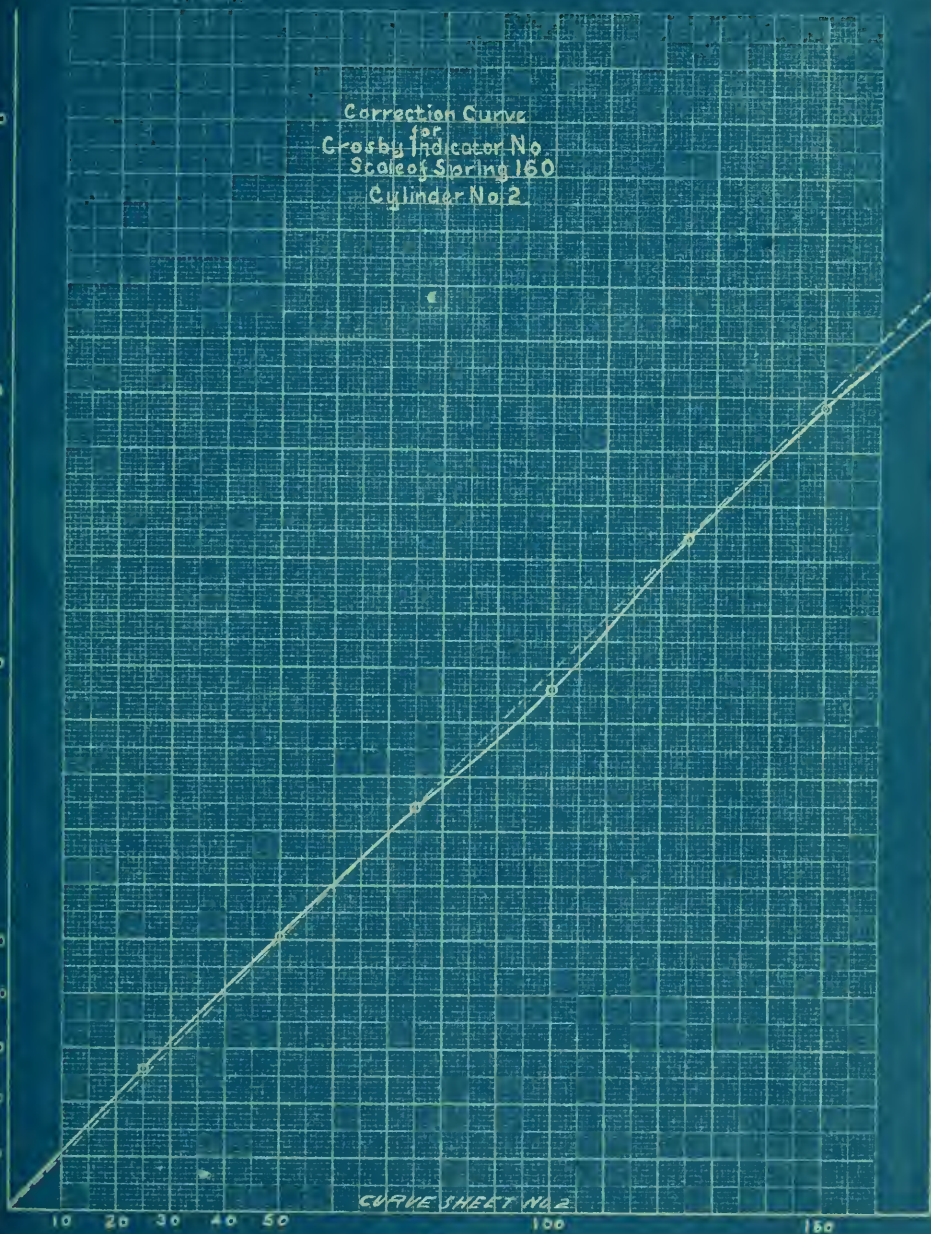 Correction Curve
for
Crosby Indicator No.
Scale of Spring 160
Cylinder No. 2
CURVE SHEET NO 2
10 20 30 40 50 100 150